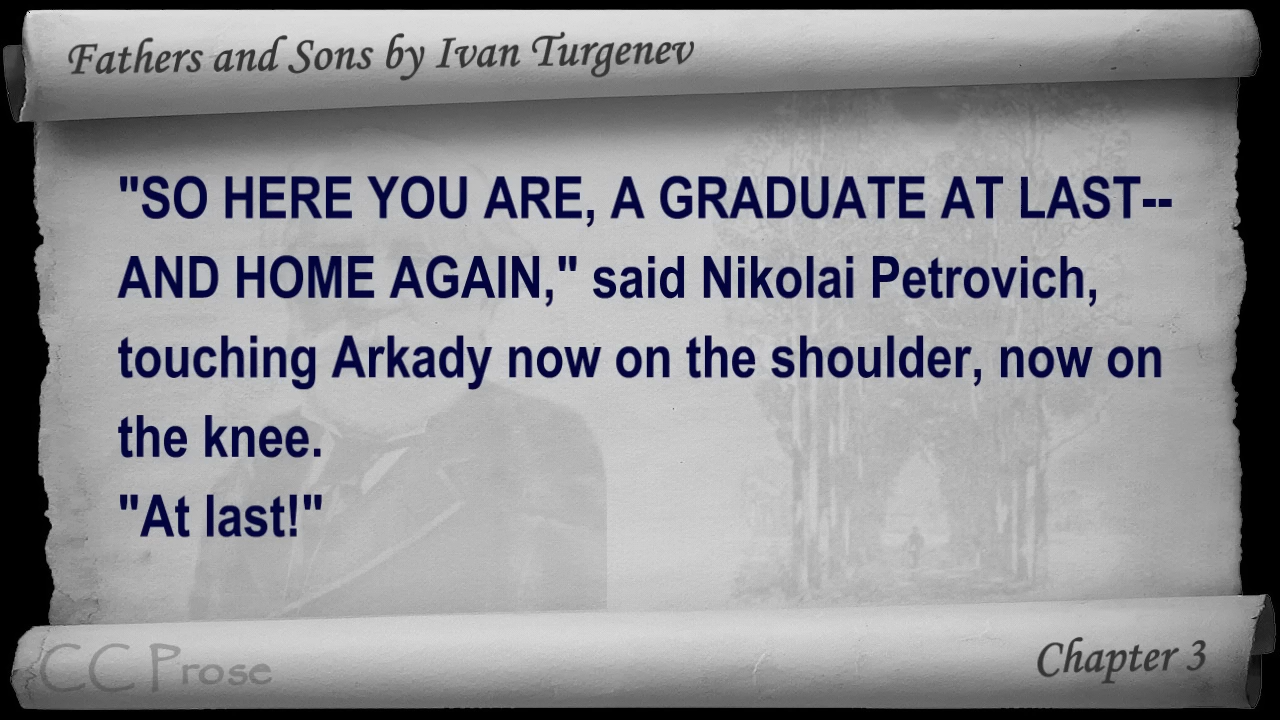 Fathers and Sons by Ivan Turgenev
"SO HERE YOU ARE, A GRADUATE AT LAST--
AND HOME AGAIN," said Nikolai Petrovich,
touching Arkady now on the shoulder, now on
the knee.
"At last!"
CC Prose
Chapter 3